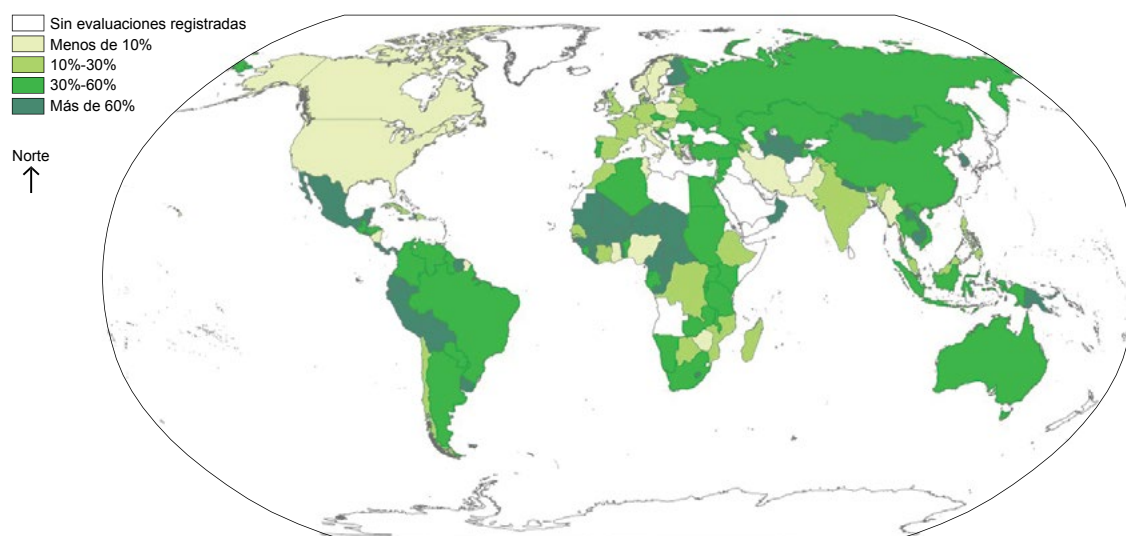 Sin evaluaciones registradas
Menos de 10%
10%-30%
30%-60%
Más de 60%
Norte